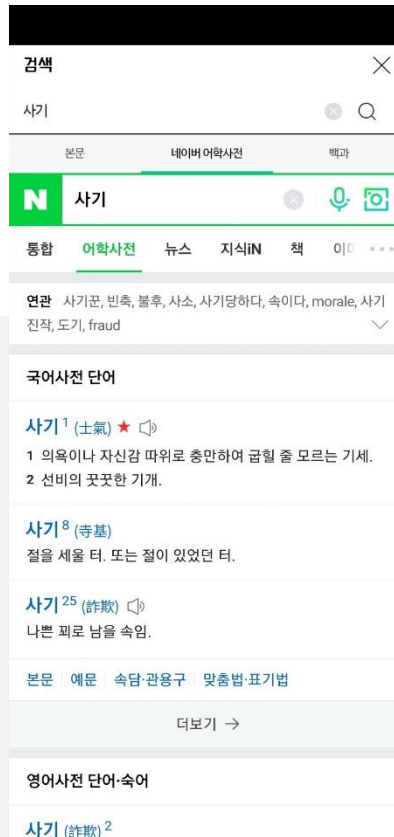 검색
사기
본문 네이버 어학사전 백과
N 사기
통합 어학사전 뉴스 지식iN 책
연관 사기꾼, 빈축, 불후, 사소, 사기당하다, 속이다, morale, 사기
진작, 도기, fraud
국어사전 단어
사기1 (士氣) ★
1 의욕이나 자신감 따위로 충만하여 굽힐 줄 모르는 기세.
2 선비의 꿋꿋한 기개.
사기8 (寺基)
절을 세울 터. 또는 절이 있었던 터.
사기25 (詐欺)
나쁜 꾀로 남을 속임.
본문 예문 속담·관용구 맞춤법·표기법
더보기 →
영어사전 단어·숙어
사기 (詐欺)2